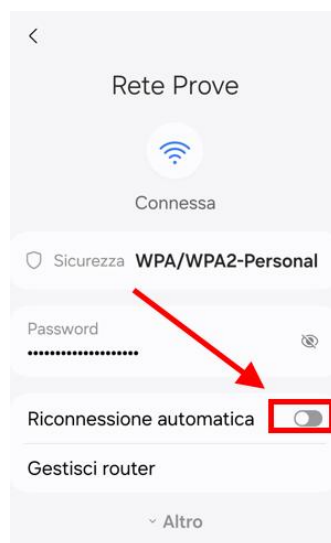 Rete Prove
Connessa
Sicurezza WPA/WPA2-Personal
Password
••••••••••••••••••••
Riconnessione automatica
Gestisci router
Altro